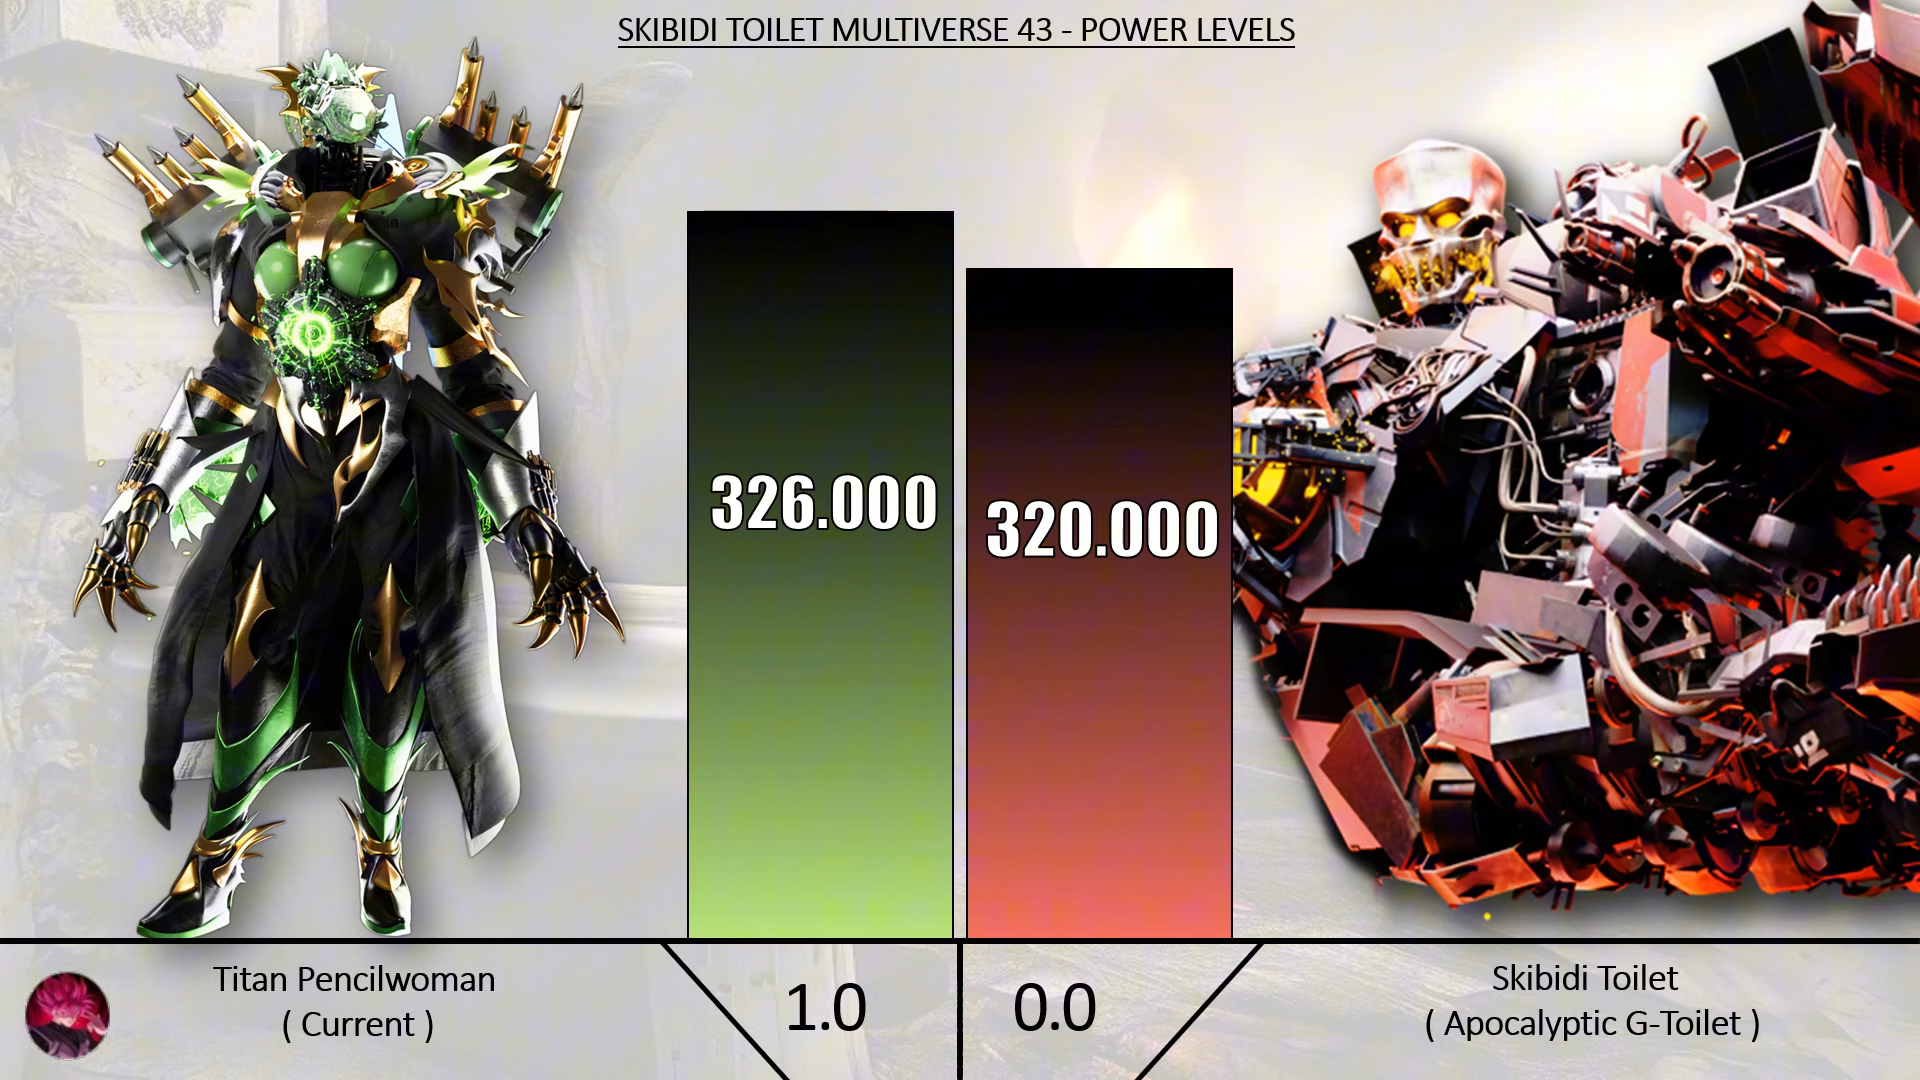 SKIBIDI TOILET MULTIVERSE 43 - POWER LEVELS
326.000
320.000
Titan Pencilwoman
( Current )
1.0
0.0
Skibidi Toilet
( Apocalyptic G-Toilet )